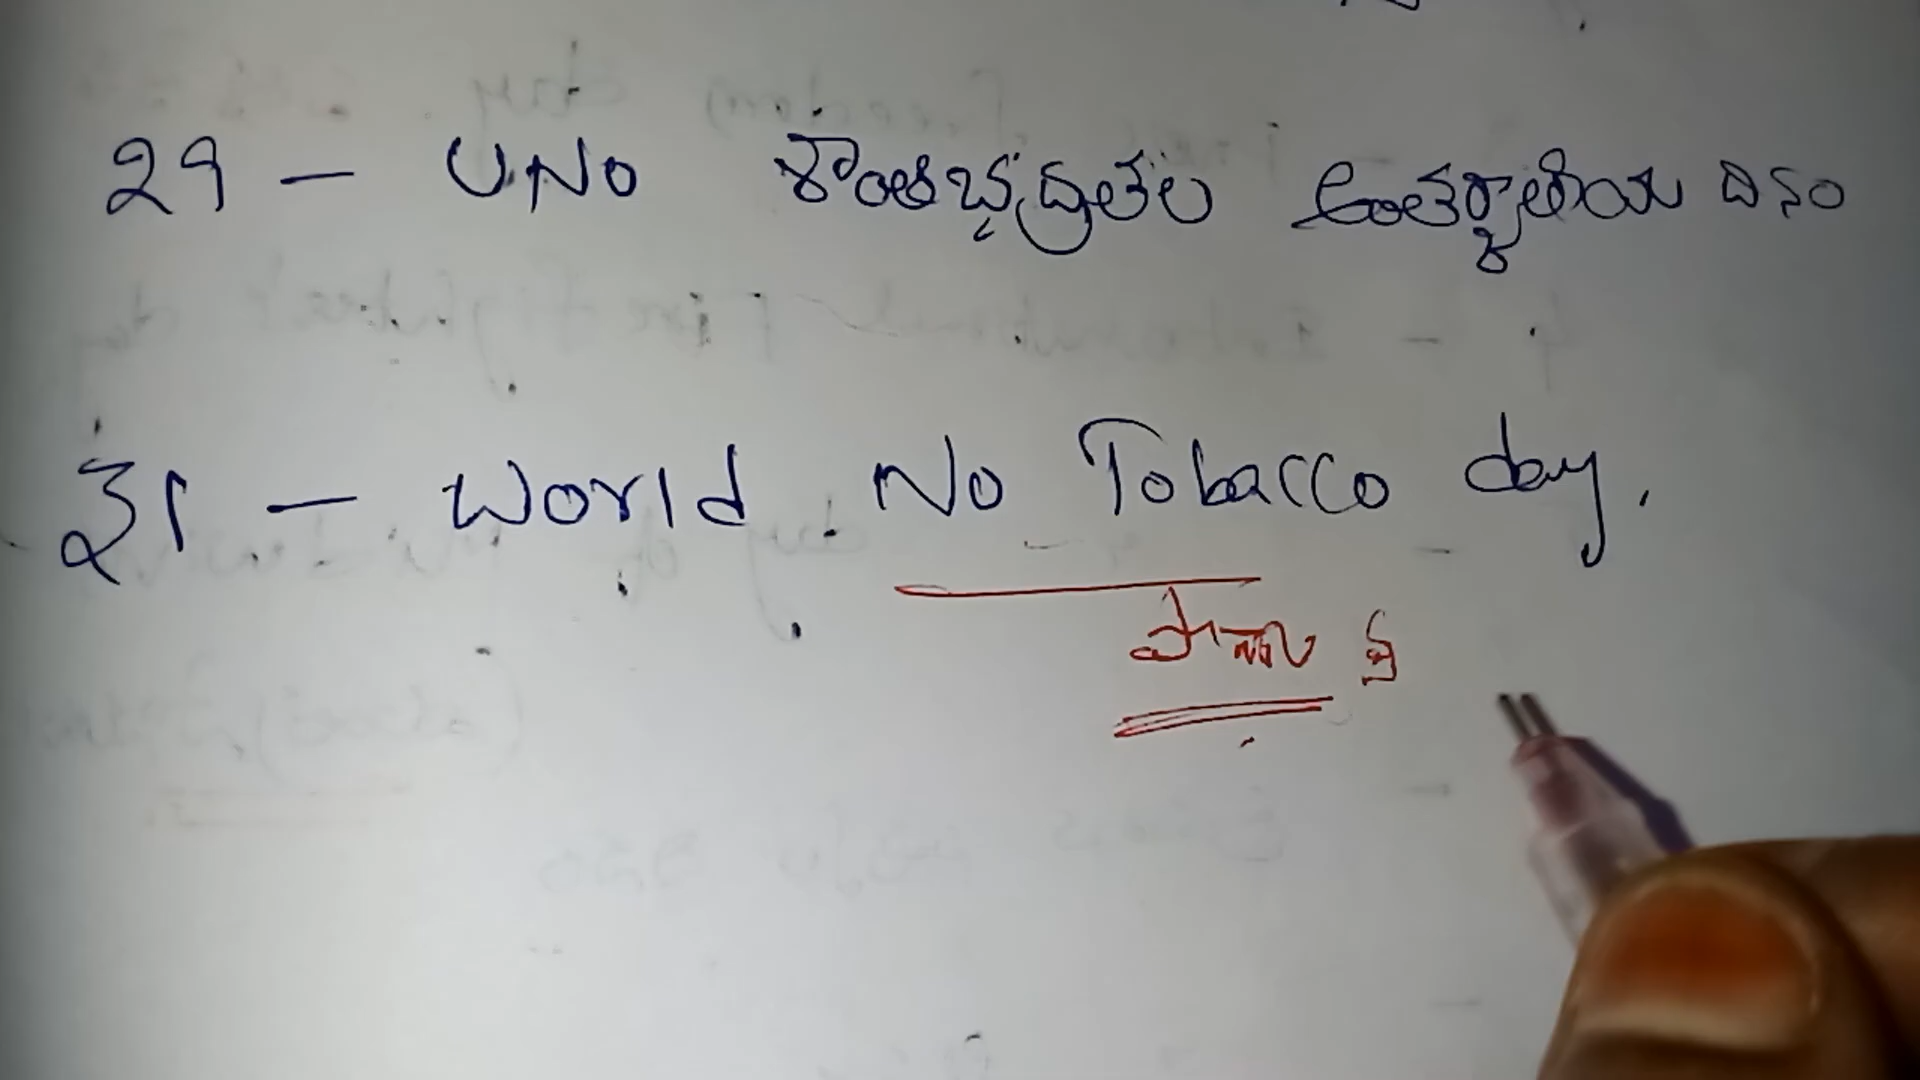 29 - UNO శాంతిభద్రతల అంతర్జాతీయ దినం
31 - World No Tobacco day.